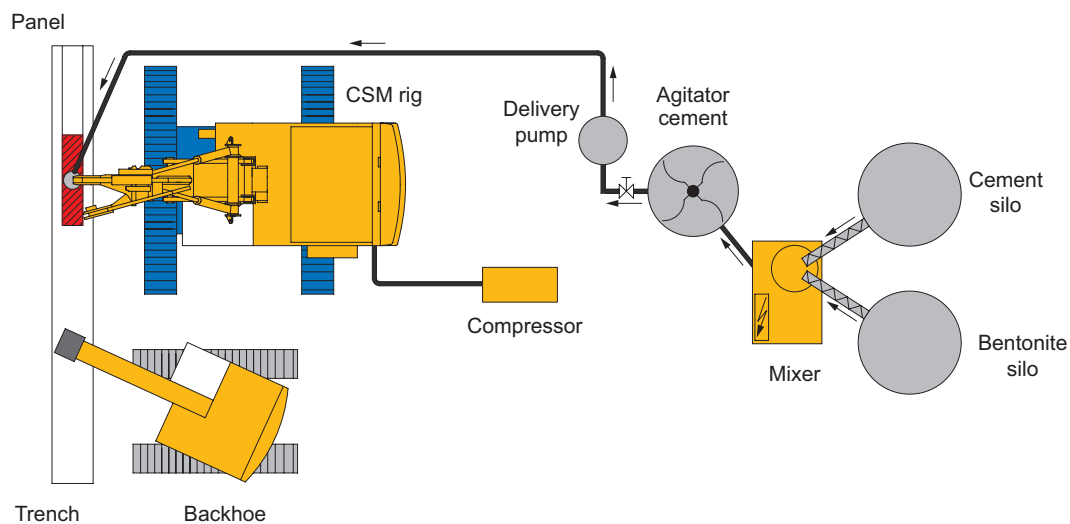 Panel
CSM rig
Delivery
pump
Agitator
cement
Cement
silo
Compressor
Mixer
Bentonite
silo
Trench
Backhoe